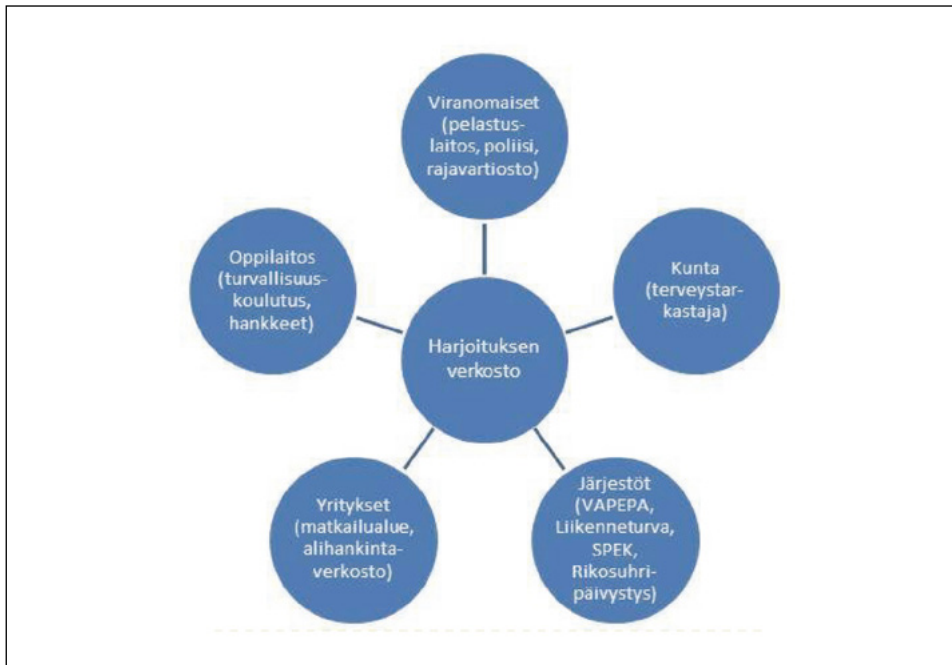 Viranomaiset
(pelastus-
laitos, poliisi,
rajavartiosto)
Oppilaitos
(turvallisuus-
koulutus,
hankkeet)
Kunta
(terveystar-
kastaja)
Harjoituksen
verkosto
Yritykset
(matkailualue,
alihankinta-
verkosto)
Järjestöt
(VAPEPA,
Liikenneturva,
SPEK,
Rikosuhri-
päivystys)